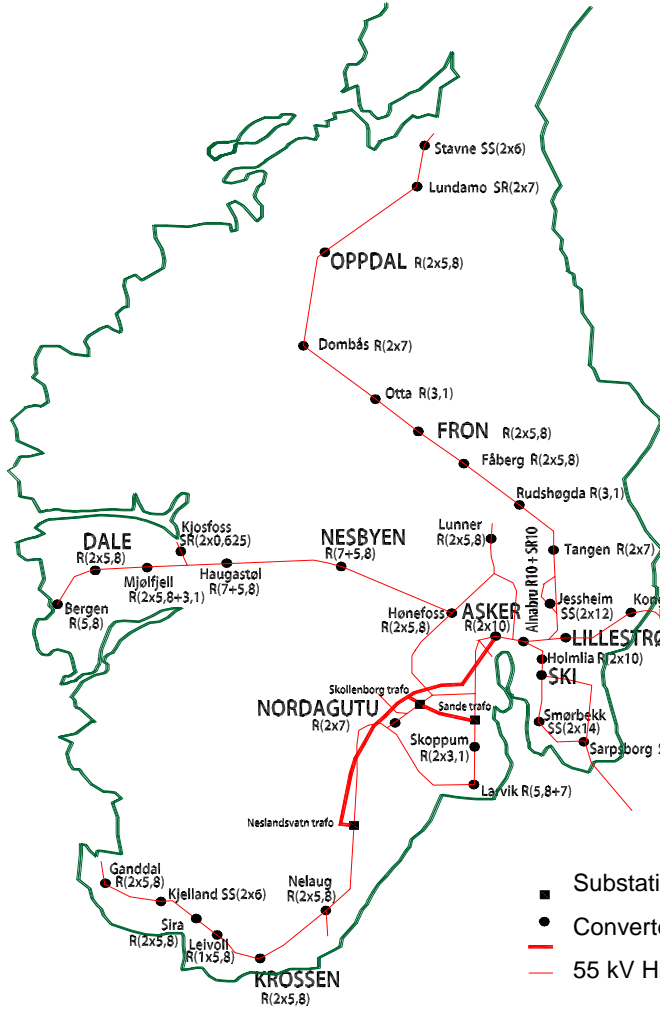 Stavne SS(2x6)
Lundamo SR(2x7)
OPPDAL R(2x5,8)
Dombås R(2x7)
Otta R(3,1)
FRON R(2x5,8)
Fåberg R(2x5,8)
Rudshøgda R(3,1)
Lunner
R(2x5,8)
Alnabru R10 + SR10
Tangen R(2x7)
Kjosfoss
SR(2x0,625)
DALE
R(2x5,8)
NESBYEN
R(7+5,8)
Haugastøl
R(7+5,8)
Mjølfjell
R(2x5,8+3,1)
Bergen
R(5,8)
Hønefoss
R(2x5,8)
ASKER
R(2x10)
Jessheim
SS(2x12)
Kong
LILLESTRØ
Holmlia R(2x10)
SKI
Skollenborg trafo
Sande trafo
NORDAGUTU
R(2x7)
Smørbekk
SS(2x14)
Skoppum
R(2x3,1)
Sarpsborg S
Larvik R(5,8+7)
Neslandsvatn trafo
Ganddal
R(2x5,8)
Kjelland SS(2x6)
Nelaug
R(2x5,8)
Sira
R(2x5,8)
Leivoll
R(1x5,8)
KROSSEN
R(2x5,8)
Substati
Converte
55 kV H